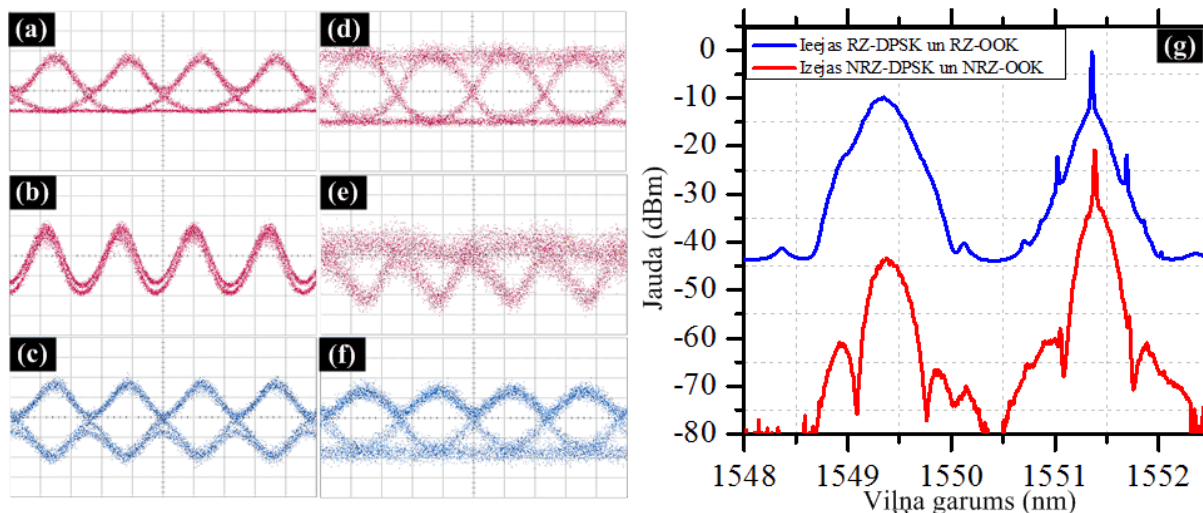 (a)
(d)
(b)
(e)
(c)
(f)
(g)
Ieejas RZ-DPSK un RZ-OOK
Izejas NRZ-DPSK un NRZ-OOK
Jauda (dBm)
0
-10
-20
-30
-40
-50
-60
-70
-80
1548 1549 1550 1551 1552
Viļņa garums (nm)